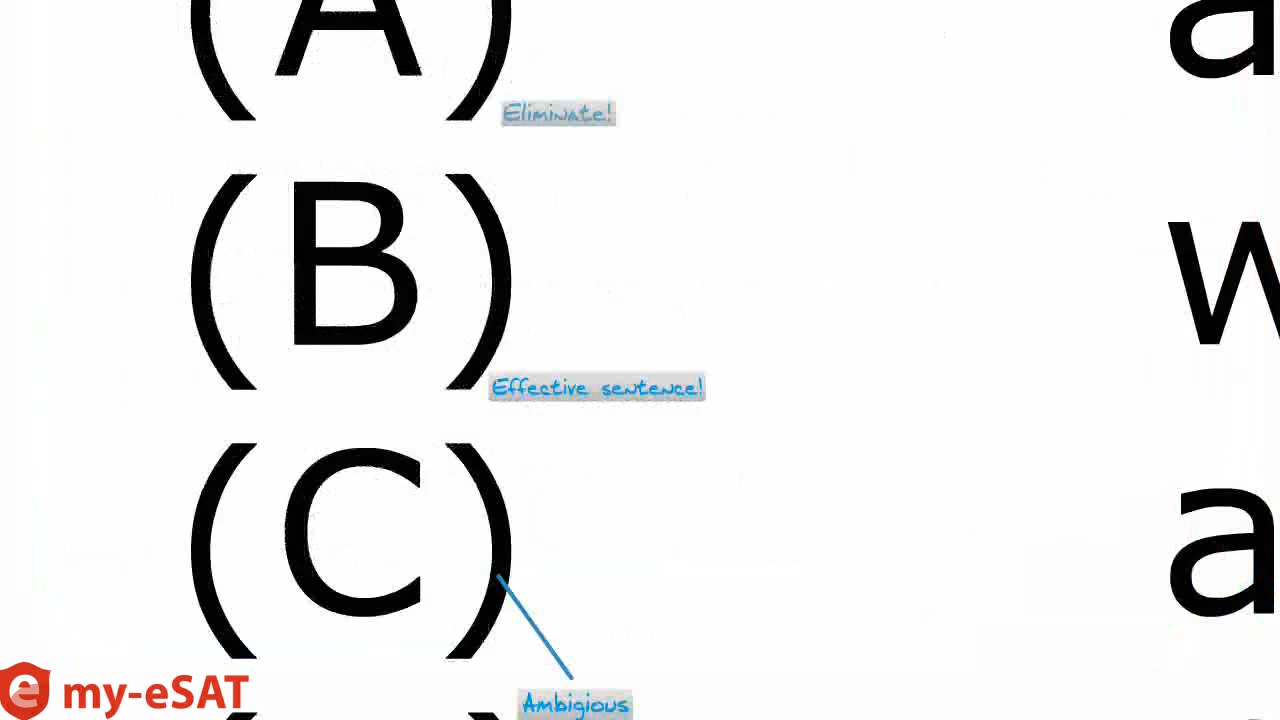 (A) a
Eliminate!
(B) w
Effective sentence!
(C) a
Ambigious
my-eSAT